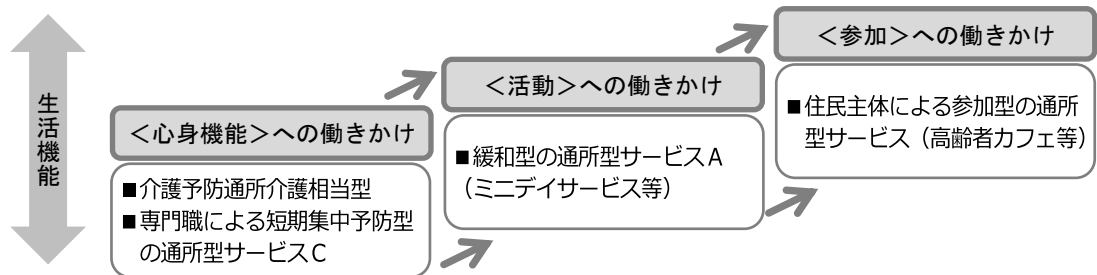 生活機能
＜心身機能＞への働きかけ
■介護予防通所介護相当型
■専門職による短期集中予防型
の通所型サービスC
＜活動＞への働きかけ
■緩和型の通所型サービスA
（ミニデイサービス等）
＜参加＞への働きかけ
■住民主体による参加型の通所
型サービス（高齢者カフェ等）